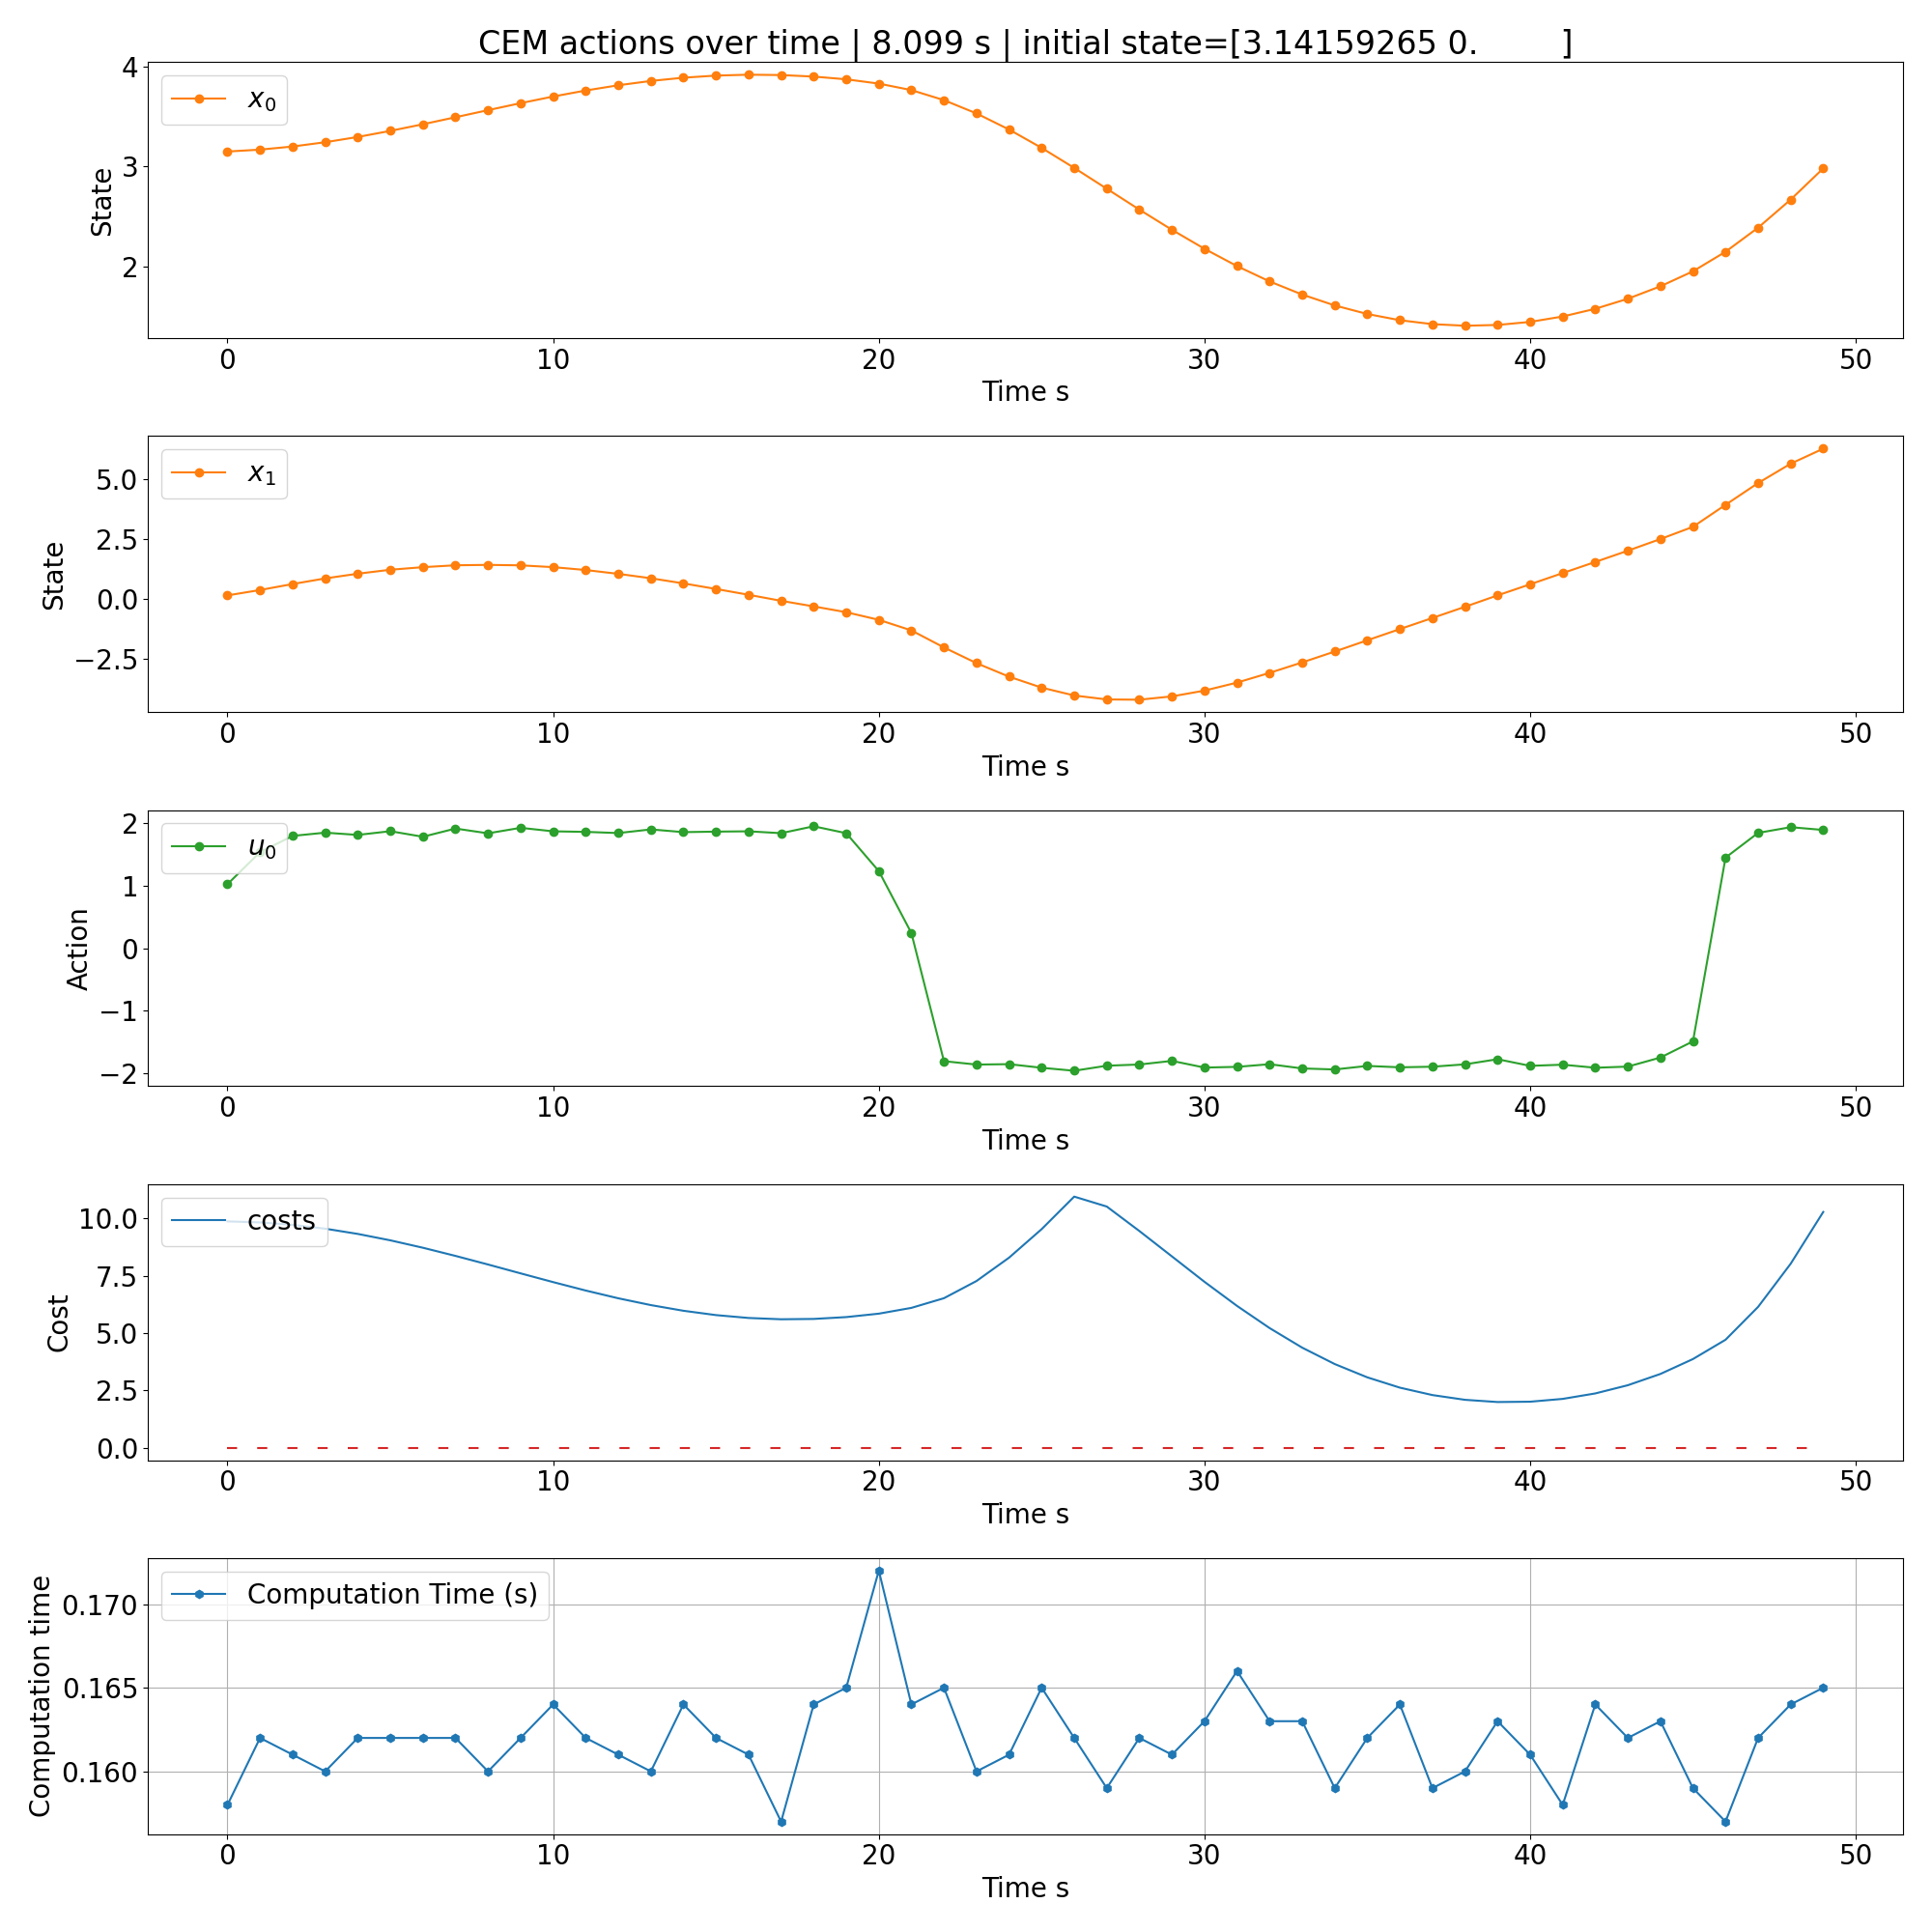 CEM actions over time | 8.099 s | initial state=[3.14159265 0.        ]
4
3
2
State
x₀
0 10 20 30 40 50
Time s
5.0
2.5
0.0
−2.5
State
x₁
0 10 20 30 40 50
Time s
2
1
0
−1
−2
Action
u₀
0 10 20 30 40 50
Time s
10.0
7.5
5.0
2.5
0.0
Cost
costs
0 10 20 30 40 50
Time s
0.170
0.165
0.160
Computation time
Computation Time (s)
0 10 20 30 40 50
Time s